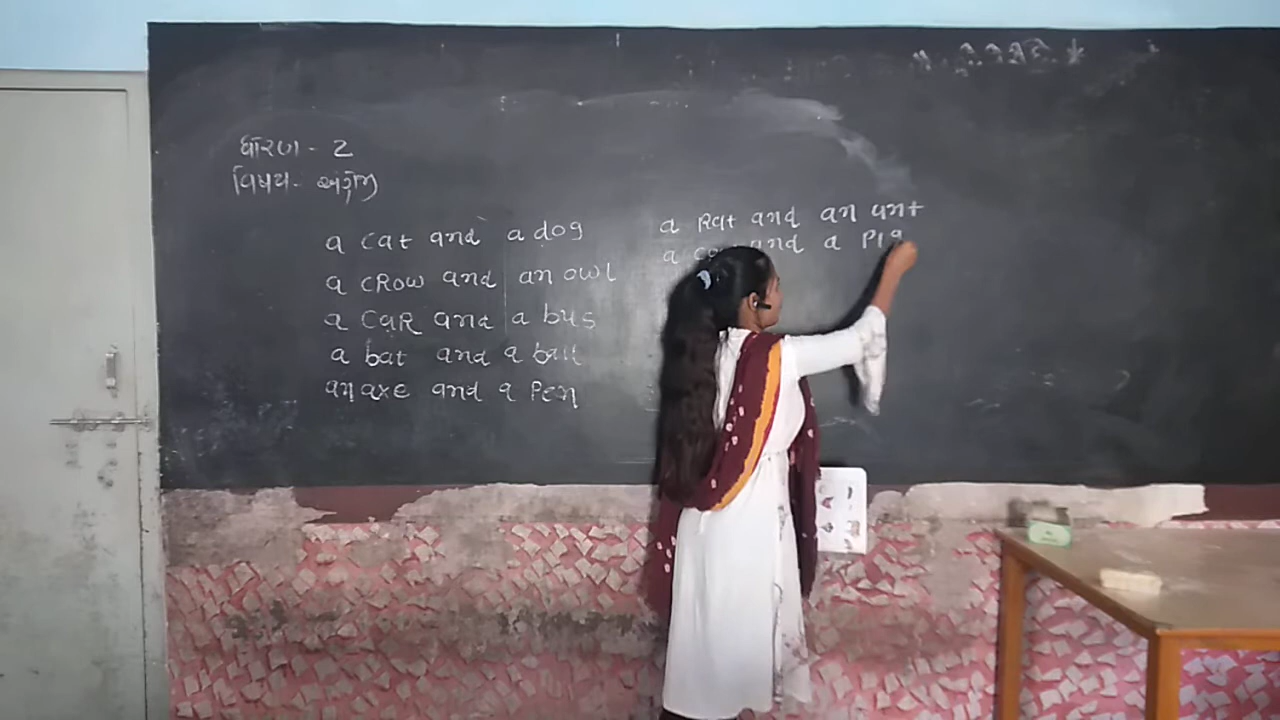 ધોરણ - 2
વિષય - અંગ્રેજી
a cat and a dog
a cRow and an owl
a CaR and a bus
a bat and a ball
an axe and a Pen
a Rat and an ant
a and a Pig